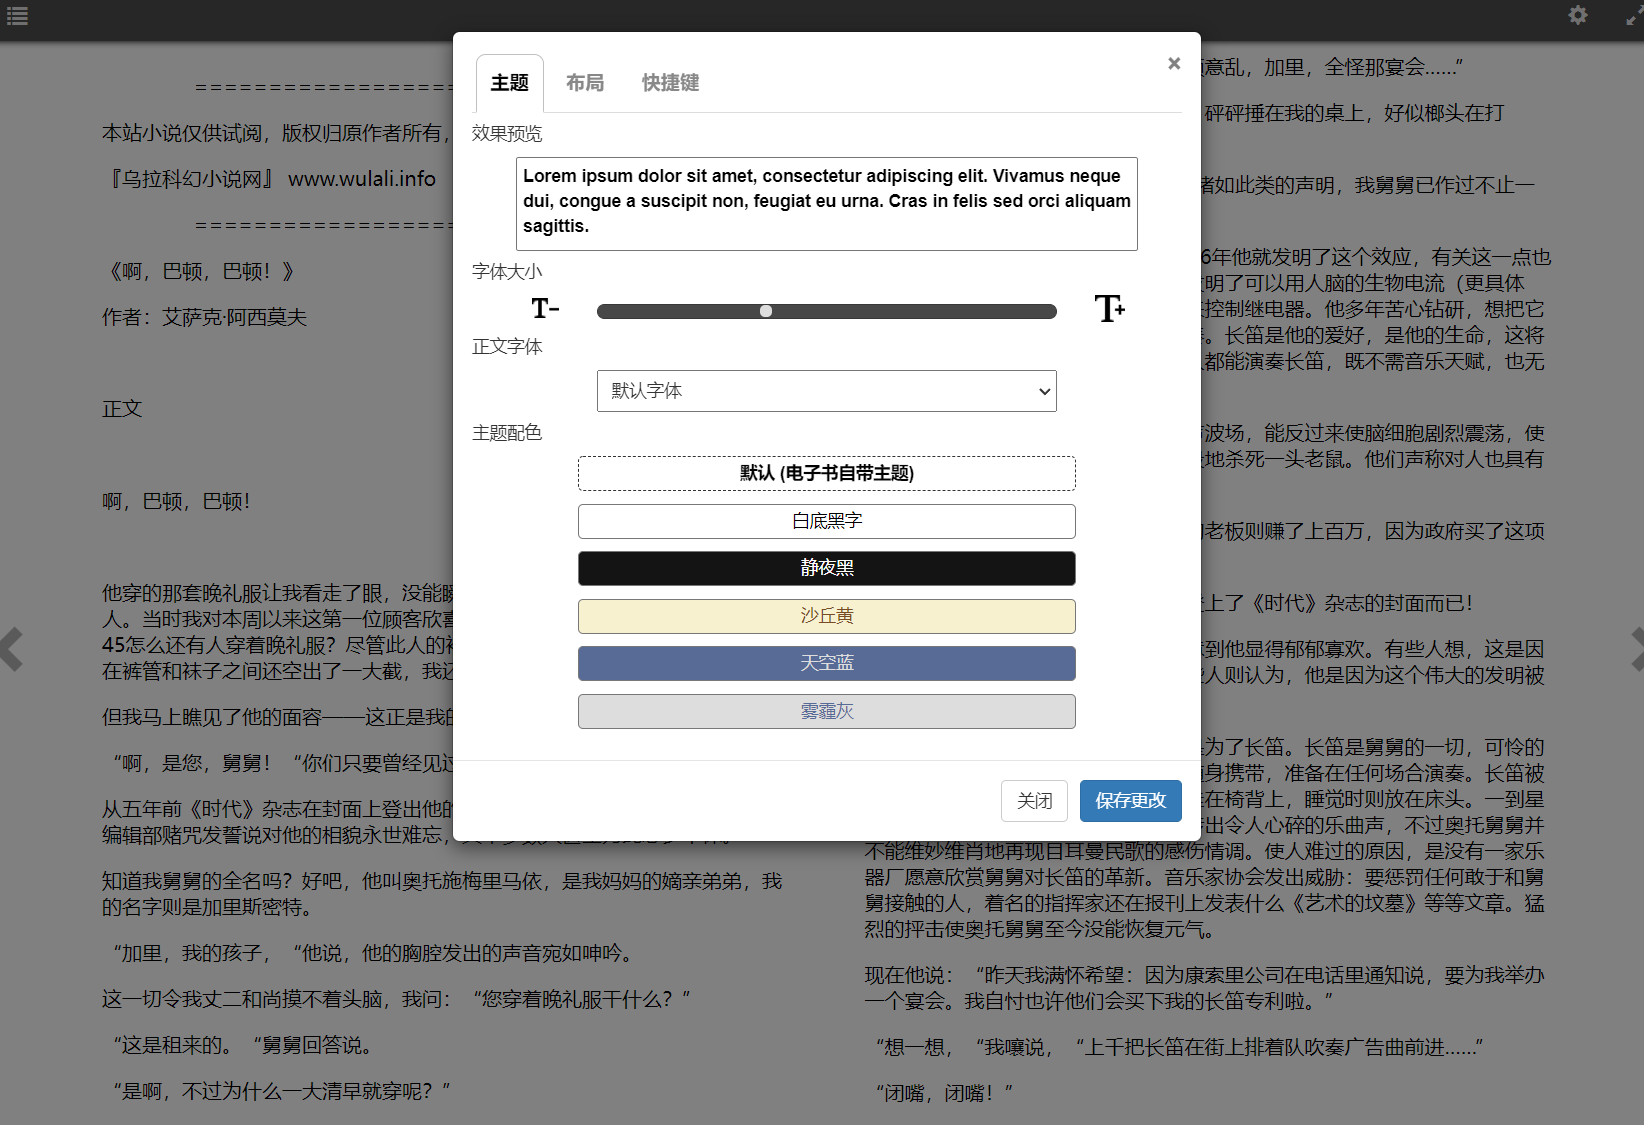 主题 布局 快捷键 ×
效果预览
Lorem ipsum dolor sit amet, consectetur adipiscing elit. Vivamus neque
dui, congue a suscipit non, feugiat eu urna. Cras in felis sed orci aliquam
sagittis.
字体大小
T-
T+
正文字体
默认字体
主题配色
默认 (电子书自带主题)
白底黑字
静夜黑
沙丘黄
天空蓝
雾霾灰
关闭 保存更改
==================
本站小说仅供试阅，版权归原作者所有，
『乌拉科幻小说网』 www.wulali.info
==================
《啊，巴顿，巴顿！》
作者：艾萨克·阿西莫夫
正文
啊，巴顿，巴顿！
他穿的那套晚礼服让我看走了眼，没能
人。当时我对本周以来这第一位顾客欣
45怎么还有人穿着晚礼服？尽管此人的
在裤管和袜子之间还空出了一大截，我
但我马上瞧见了他的面容——这正是我的
“啊，是您，舅舅！“你们只要曾经见
从五年前《时代》杂志在封面上登出他的
编辑部赌咒发誓说对他的相貌永世难忘，
知道我舅舅的全名吗？好吧，他叫奥托施梅里马依，是我妈妈的嫡亲弟弟，我
的名字则是加里斯密特。
“加里，我的孩子，“他说，他的胸腔发出的声音宛如呻吟。
这一切令我丈二和尚摸不着头脑，我问：“您穿着晚礼服干什么？”
“这是租来的。“舅舅回答说。
“是啊，不过为什么一大清早就穿呢？”
意乱，加里，全怪那宴会……”
砰砰捶在我的桌上，好似榔头在打
如此类的声明，我舅舅已作过不止一
6年他就发明了这个效应，有关这一点也
明了可以用人脑的生物电流（更具体
控制继电器。他多年苦心钻研，想把它
。长笛是他的爱好，是他的生命，这将
都能演奏长笛，既不需音乐天赋，也无
波场，能反过来使脑细胞剧烈震荡，使
地杀死一头老鼠。他们声称对人也具有
老板则赚了上百万，因为政府买了这项
上了《时代》杂志的封面而已！
到他显得郁郁寡欢。有些人想，这是因
人则认为，他是因为这个伟大的发明被
为了长笛。长笛是舅舅的一切，可怜的
身携带，准备在任何场合演奏。长笛被
在椅背上，睡觉时则放在床头。一到星
出令人心碎的乐曲声，不过奥托舅舅并
不能维妙维肖地再现日耳曼民歌的感伤情调。使人难过的原因，是没有一家乐
器厂愿意欣赏舅舅对长笛的革新。音乐家协会发出威胁：要惩罚任何敢于和舅
舅接触的人，着名的指挥家还在报刊上发表什么《艺术的坟墓》等等文章。猛
烈的抨击使奥托舅舅至今没能恢复元气。
现在他说：“昨天我满怀希望：因为康索里公司在电话里通知说，要为我举办
一个宴会。我自忖也许他们会买下我的长笛专利啦。”
“想一想，“我嚷说，“上千把长笛在街上排着队吹奏广告曲前进……”
“闭嘴，闭嘴！”